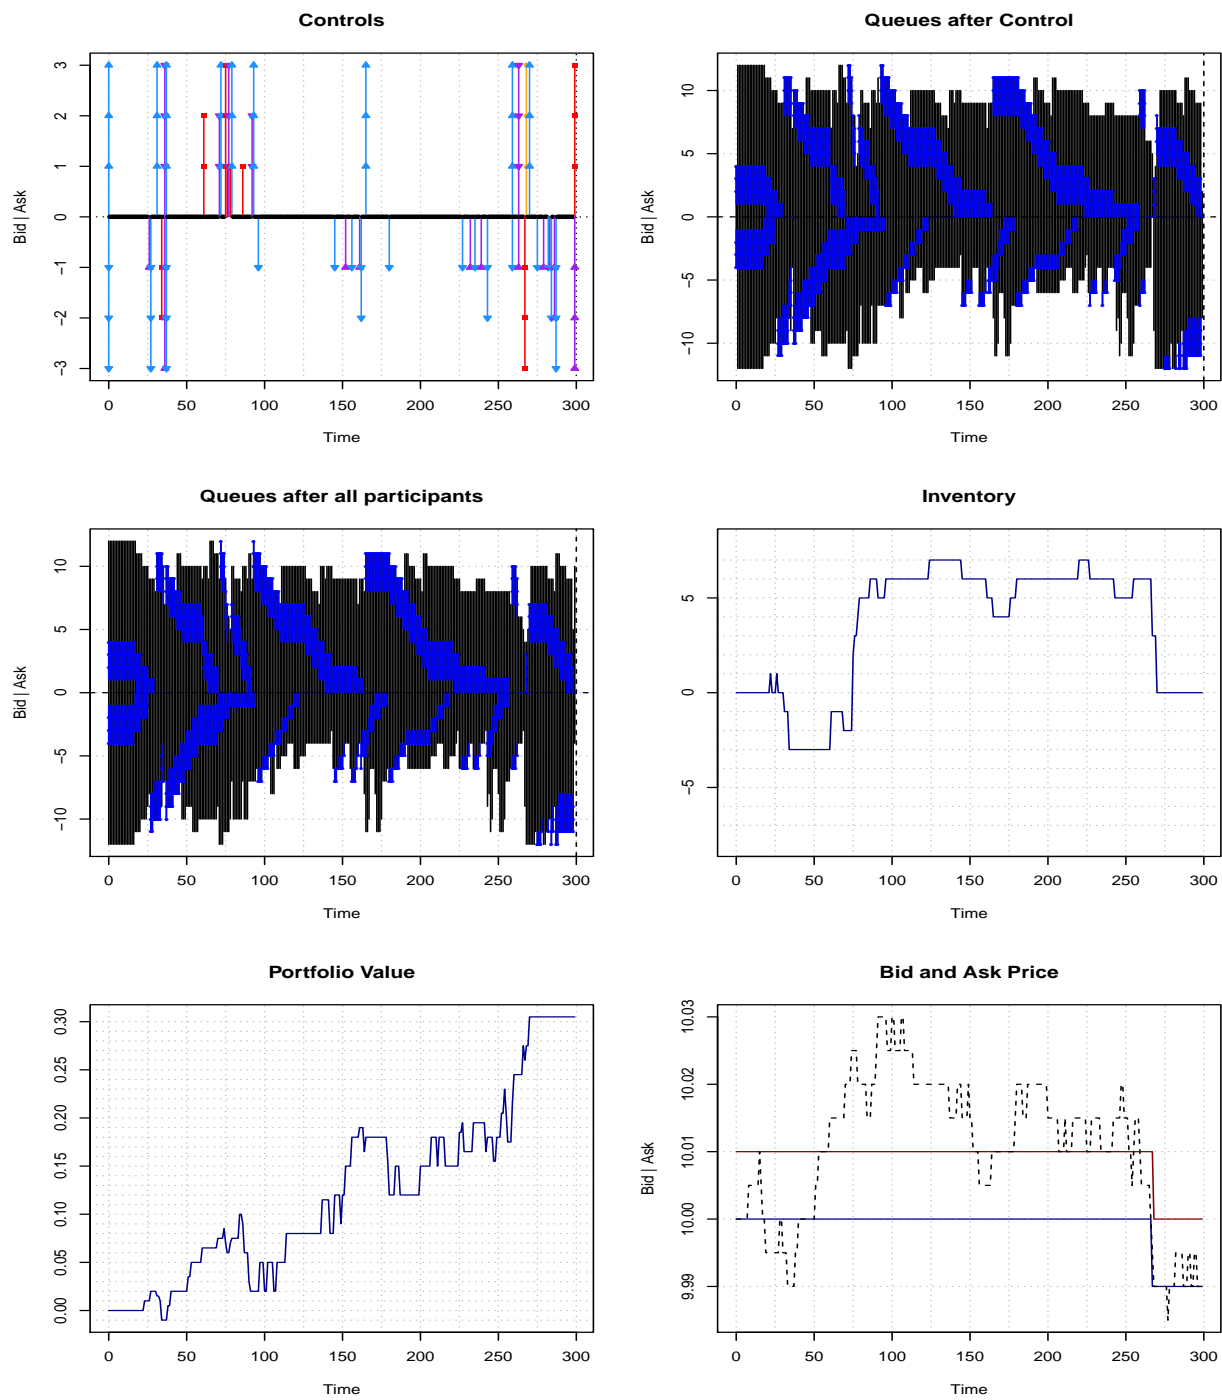 Controls
Queues after Control
3
2
1
0
−1
−2
−3
Bid | Ask
0 50 100 150 200 250 300
Time
10
5
0
−5
−10
Bid | Ask
0 50 100 150 200 250 300
Time
Queues after all participants
Inventory
10
5
0
−5
−10
Bid | Ask
0 50 100 150 200 250 300
Time
5
0
−5
0 50 100 150 200 250 300
Time
Portfolio Value
Bid and Ask Price
0.30
0.25
0.20
0.15
0.10
0.05
0.00
0 50 100 150 200 250 300
Time
10.03
10.02
10.01
10.00
9.99
Bid | Ask
0 50 100 150 200 250 300
Time